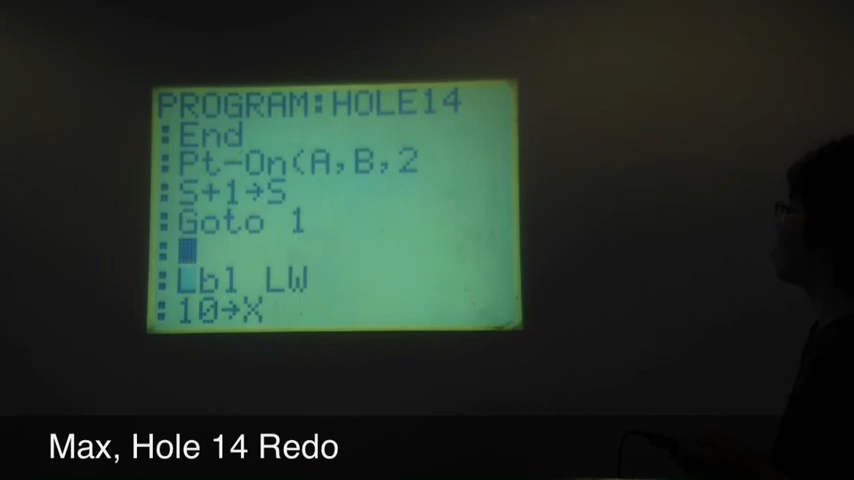 PROGRAM:HOLE14
:End
:Pt-On(A,B,2
:S+1→S
:Goto 1
:
:Lbl LW
:10→X
Max, Hole 14 Redo